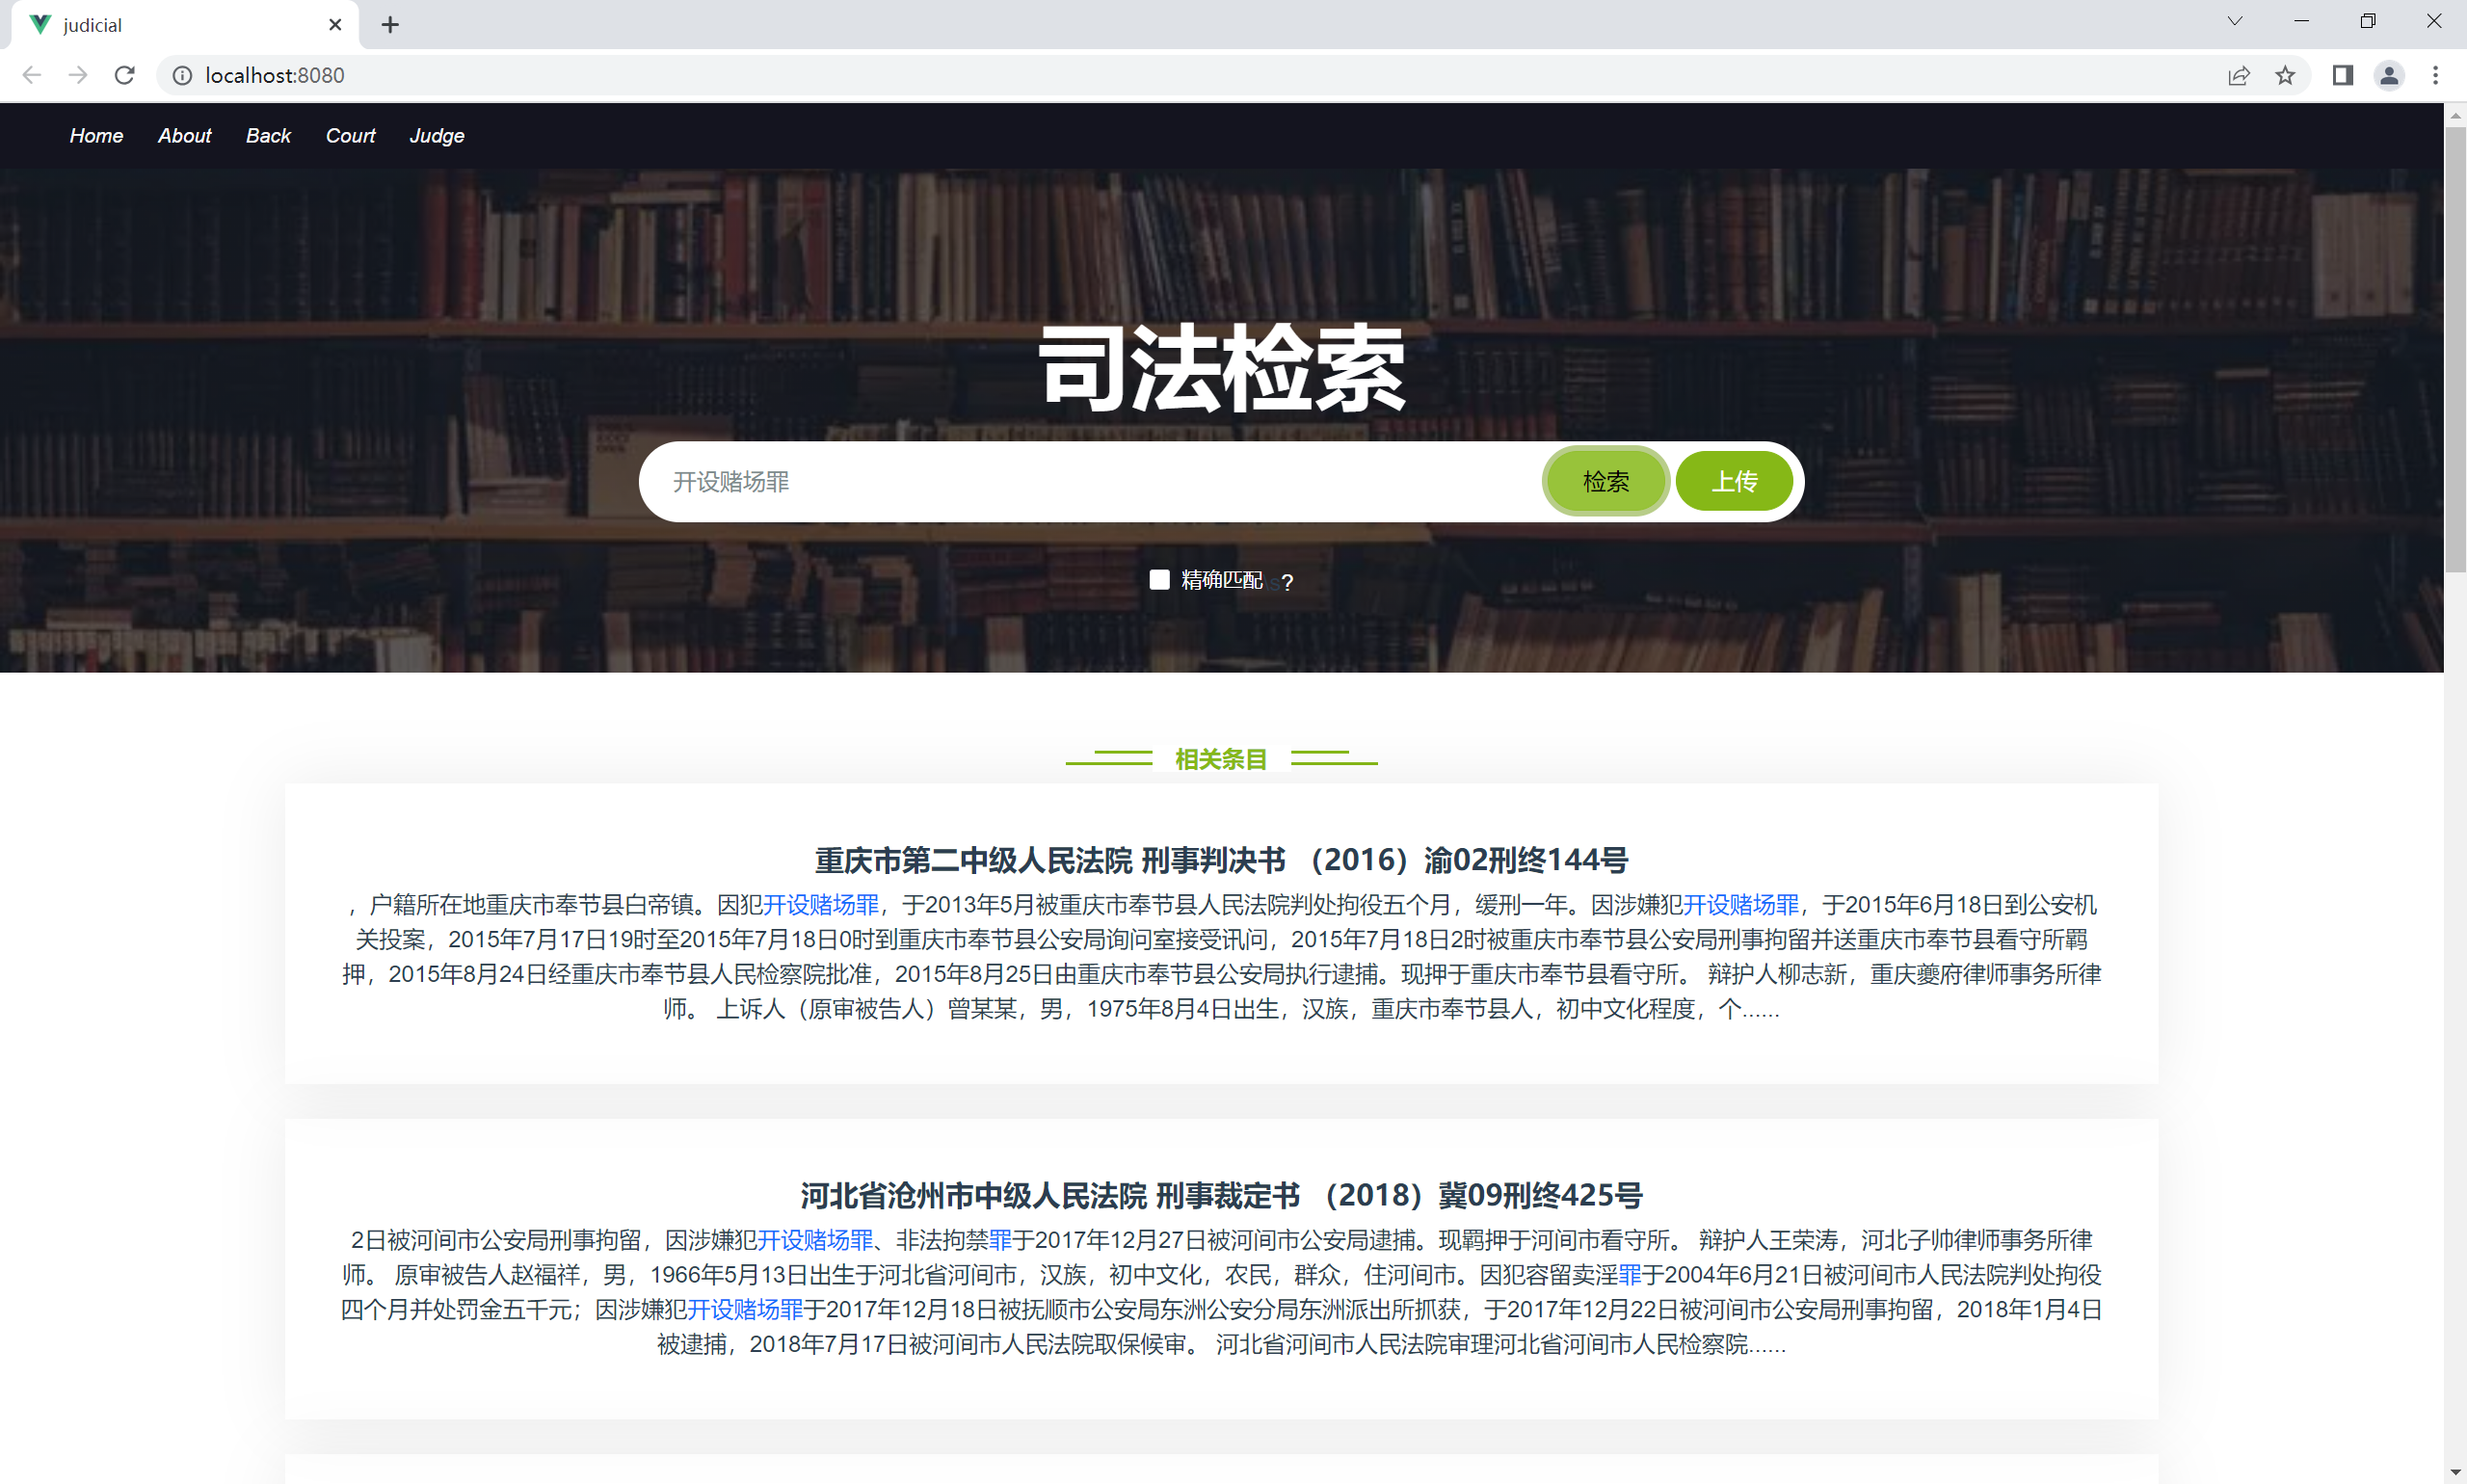 judicial
localhost:8080
Home About Back Court Judge
司法检索
开设赌场罪 检索 上传
精确匹配 ?
相关条目
重庆市第二中级人民法院 刑事判决书 （2016）渝02刑终144号
，户籍所在地重庆市奉节县白帝镇。因犯开设赌场罪，于2013年5月被重庆市奉节县人民法院判处拘役五个月，缓刑一年。因涉嫌犯开设赌场罪，于2015年6月18日到公安机
关投案，2015年7月17日19时至2015年7月18日0时到重庆市奉节县公安局询问室接受讯问，2015年7月18日2时被重庆市奉节县公安局刑事拘留并送重庆市奉节县看守所羁
押，2015年8月24日经重庆市奉节县人民检察院批准，2015年8月25日由重庆市奉节县公安局执行逮捕。现押于重庆市奉节县看守所。 辩护人柳志新，重庆夔府律师事务所律
师。 上诉人（原审被告人）曾某某，男，1975年8月4日出生，汉族，重庆市奉节县人，初中文化程度，个......
河北省沧州市中级人民法院 刑事裁定书 （2018）冀09刑终425号
2日被河间市公安局刑事拘留，因涉嫌犯开设赌场罪、非法拘禁罪于2017年12月27日被河间市公安局逮捕。现羁押于河间市看守所。 辩护人王荣涛，河北子帅律师事务所律
师。 原审被告人赵福祥，男，1966年5月13日出生于河北省河间市，汉族，初中文化，农民，群众，住河间市。因犯容留卖淫罪于2004年6月21日被河间市人民法院判处拘役
四个月并处罚金五千元；因涉嫌犯开设赌场罪于2017年12月18日被抚顺市公安局东洲公安分局东洲派出所抓获，于2017年12月22日被河间市公安局刑事拘留，2018年1月4日
被逮捕，2018年7月17日被河间市人民法院取保候审。 河北省河间市人民法院审理河北省河间市人民检察院......